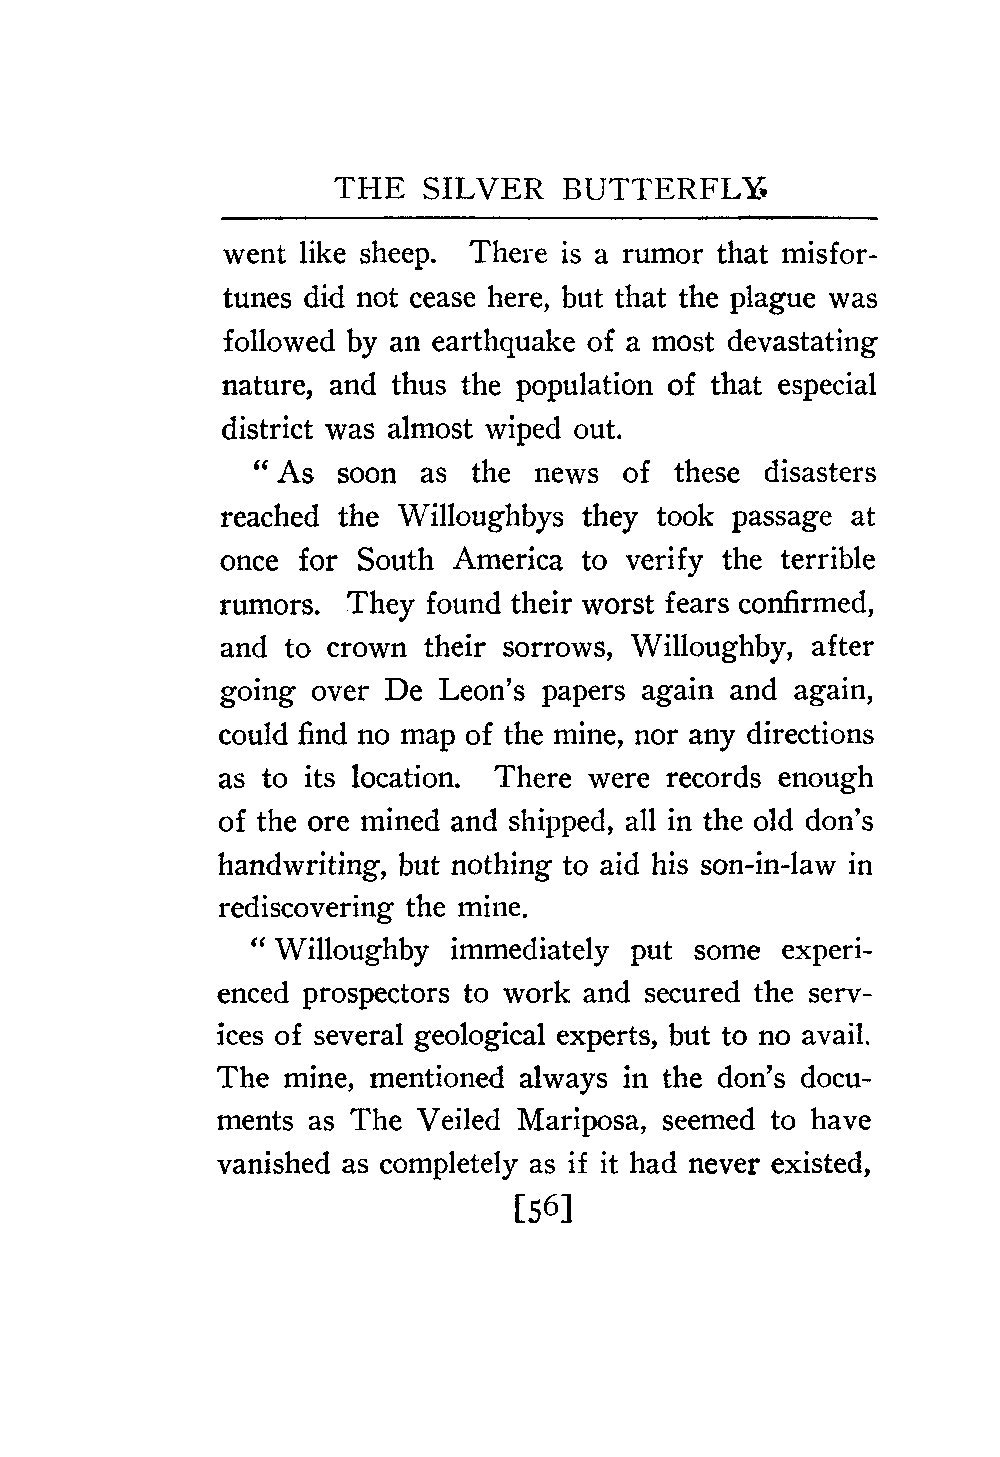 THE SILVER BUTTERFLY
went like sheep. There is a rumor that misfor-
tunes did not cease here, but that the plague was
followed by an earthquake of a most devastating
nature, and thus the population of that especial
district was almost wiped out.
“ As soon as the news of these disasters
reached the Willoughbys they took passage at
once for South America to verify the terrible
rumors. They found their worst fears confirmed,
and to crown their sorrows, Willoughby, after
going over De Leon’s papers again and again,
could find no map of the mine, nor any directions
as to its location. There were records enough
of the ore mined and shipped, all in the old don’s
handwriting, but nothing to aid his son-in-law in
rediscovering the mine.
“ Willoughby immediately put some experi-
enced prospectors to work and secured the serv-
ices of several geological experts, but to no avail.
The mine, mentioned always in the don’s docu-
ments as The Veiled Mariposa, seemed to have
vanished as completely as if it had never existed,
[56]